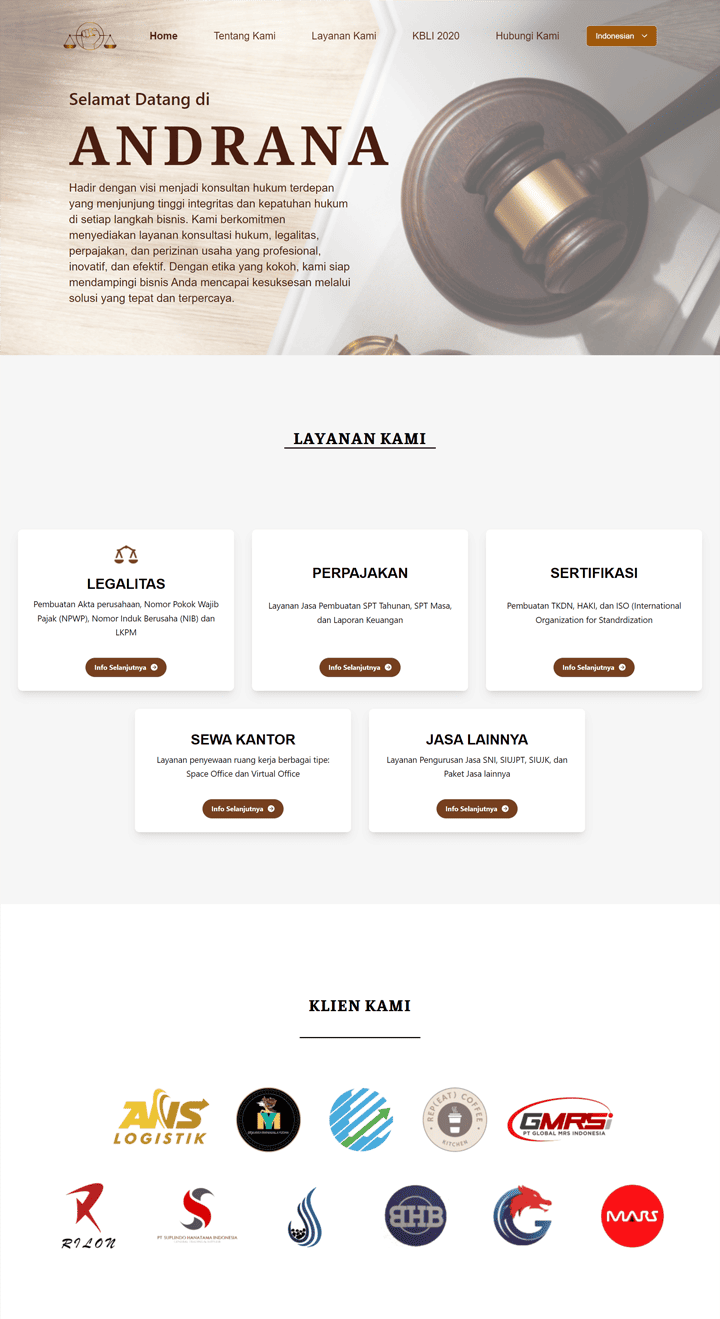 Home
Tentang Kami
Layanan Kami
KBLI 2020
Hubungi Kami
Indonesian
Selamat Datang di
ANDRANA
Hadir dengan visi menjadi konsultan hukum terdepan
yang menjunjung tinggi integritas dan kepatuhan hukum
di setiap langkah bisnis. Kami berkomitmen
menyediakan layanan konsultasi hukum, legalitas,
perpajakan, dan perizinan usaha yang profesional,
inovatif, dan efektif. Dengan etika yang kokoh, kami siap
mendampingi bisnis Anda mencapai kesuksesan melalui
solusi yang tepat dan terpercaya.
LAYANAN KAMI
LEGALITAS
Pembuatan Akta perusahaan, Nomor Pokok Wajib
Pajak (NPWP), Nomor Induk Berusaha (NIB) dan
LKPM
Info Selanjutnya
PERPAJAKAN
Layanan Jasa Pembuatan SPT Tahunan, SPT Masa,
dan Laporan Keuangan
Info Selanjutnya
SERTIFIKASI
Pembuatan TKDN, HAKI, dan ISO (International
Organization for Standrdization
Info Selanjutnya
SEWA KANTOR
Layanan penyewaan ruang kerja berbagai tipe:
Space Office dan Virtual Office
Info Selanjutnya
JASA LAINNYA
Layanan Pengurusan Jasa SNI, SIUJPT, SIUJK, dan
Paket Jasa lainnya
Info Selanjutnya
KLIEN KAMI
LOGISTIK
REP(EAT) COFFEE
KITCHEN
GMRSi
PT GLOBAL MRS INDONESIA
RILON
BHB
MARS